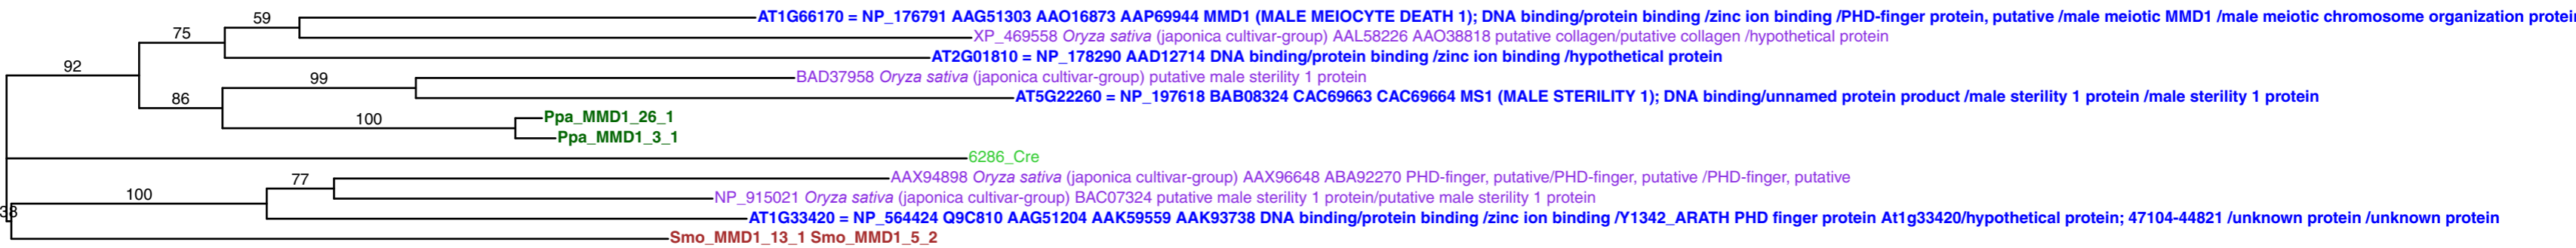 59
AT1G66170 = NP_176791 AAG51303 AAO16873 AAP69944 MMD1 (MALE MEIOCYTE DEATH 1); DNA binding/protein binding /zinc ion binding /PHD-finger protein, putative /male meiotic MMD1 /male meiotic chromosome organization protei
75
XP_469558 Oryza sativa (japonica cultivar-group) AAL58226 AAO38818 putative collagen/putative collagen /hypothetical protein
AT2G01810 = NP_178290 AAD12714 DNA binding/protein binding /zinc ion binding /hypothetical protein
92
99
BAD37958 Oryza sativa (japonica cultivar-group) putative male sterility 1 protein
86
AT5G22260 = NP_197618 BAB08324 CAC69663 CAC69664 MS1 (MALE STERILITY 1); DNA binding/unnamed protein product /male sterility 1 protein /male sterility 1 protein
100
Ppa_MMD1_26_1
Ppa_MMD1_3_1
6286_Cre
77
AAX94898 Oryza sativa (japonica cultivar-group) AAX96648 ABA92270 PHD-finger, putative/PHD-finger, putative /PHD-finger, putative
100
NP_915021 Oryza sativa (japonica cultivar-group) BAC07324 putative male sterility 1 protein/putative male sterility 1 protein
38
AT1G33420 = NP_564424 Q9C810 AAG51204 AAK59559 AAK93738 DNA binding/protein binding /zinc ion binding /Y1342_ARATH PHD finger protein At1g33420/hypothetical protein; 47104-44821 /unknown protein /unknown protein
Smo_MMD1_13_1 Smo_MMD1_5_2